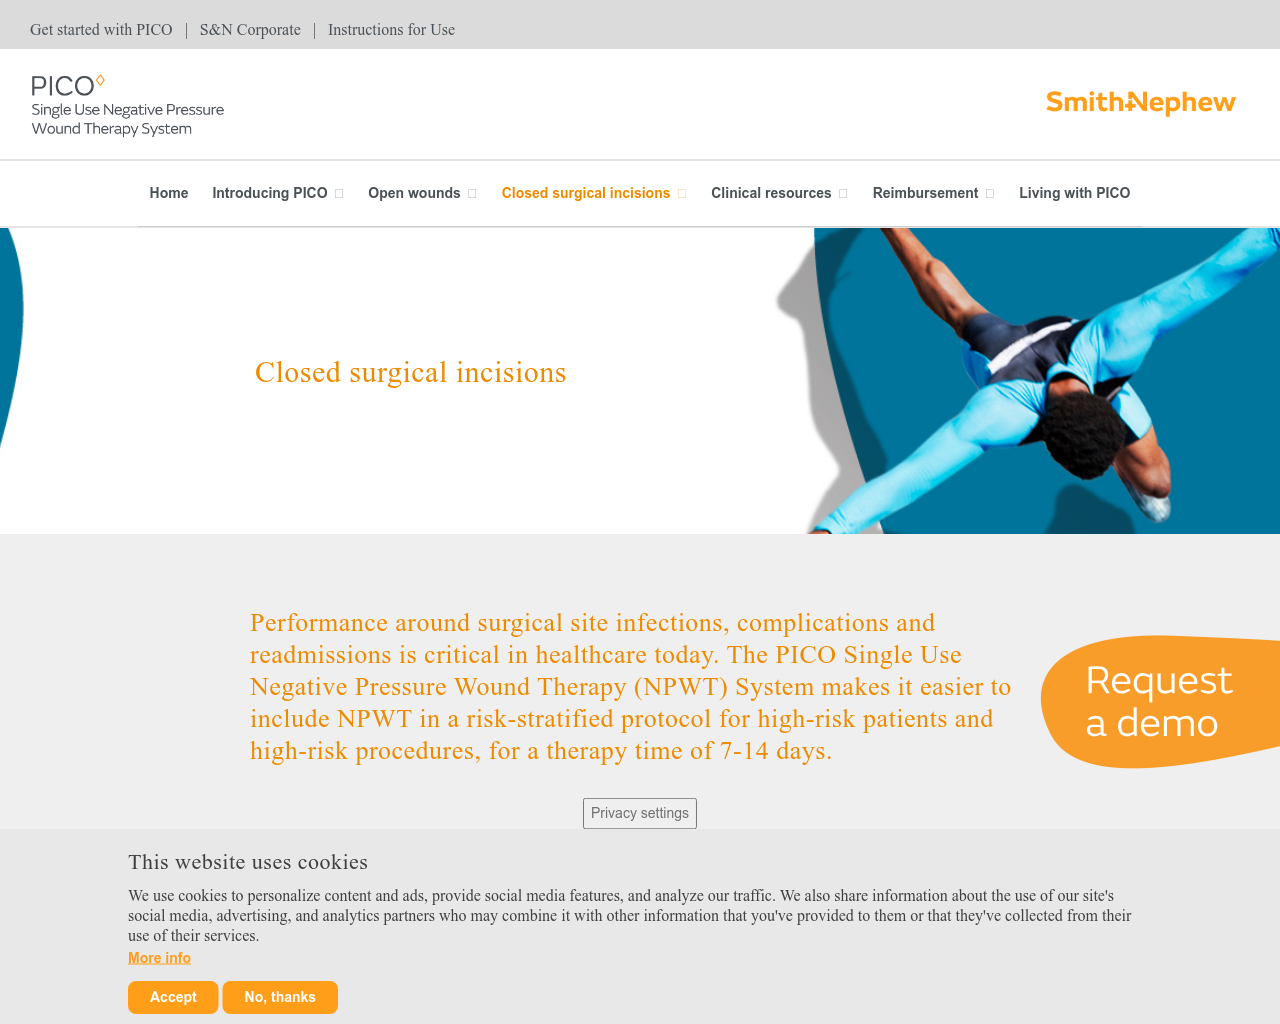 Get started with PICO | S&N Corporate | Instructions for Use
PICO◊
Single Use Negative Pressure
Wound Therapy System
Smith+Nephew
Home Introducing PICO Open wounds Closed surgical incisions Clinical resources Reimbursement Living with PICO
Closed surgical incisions
Performance around surgical site infections, complications and
readmissions is critical in healthcare today. The PICO Single Use
Negative Pressure Wound Therapy (NPWT) System makes it easier to
include NPWT in a risk-stratified protocol for high-risk patients and
high-risk procedures, for a therapy time of 7-14 days.
Request
a demo
Privacy settings
This website uses cookies
We use cookies to personalize content and ads, provide social media features, and analyze our traffic. We also share information about the use of our site's
social media, advertising, and analytics partners who may combine it with other information that you've provided to them or that they've collected from their
use of their services.
More info
Accept No, thanks